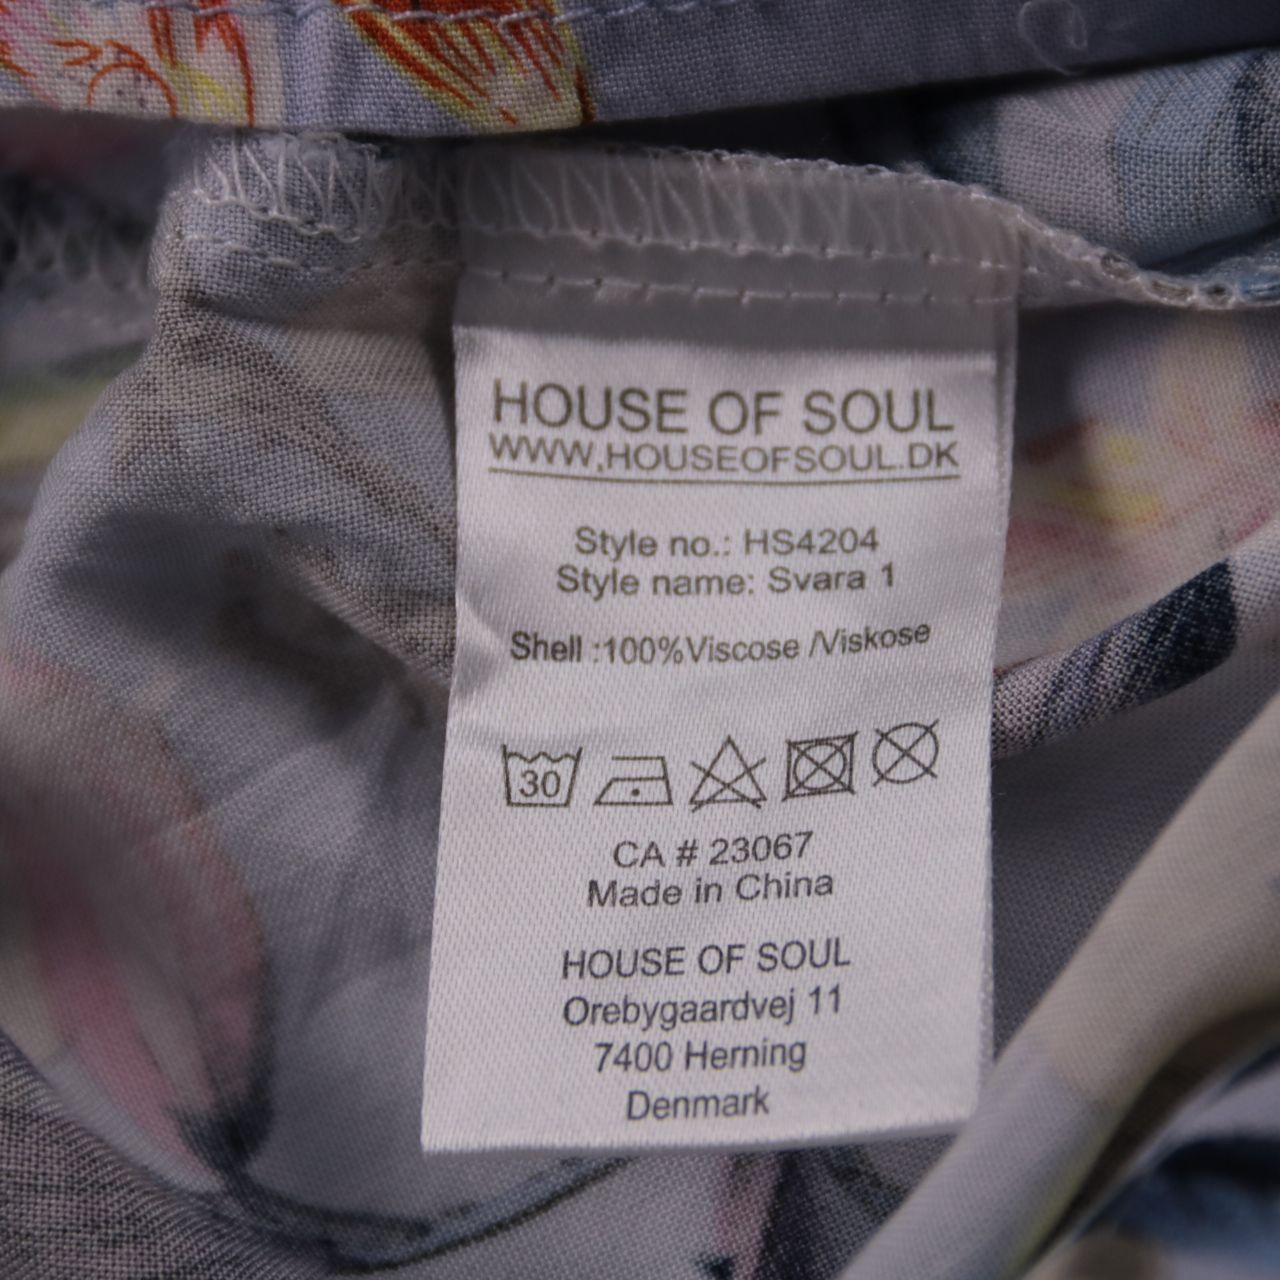 HOUSE OF SOUL
WWW.HOUSEOFSOUL.DK
Style no.: HS4204
Style name: Svara 1
Shell :100%Viscose /Viskose
30
CA # 23067
Made in China
HOUSE OF SOUL
Orebygaardvej 11
7400 Herning
Denmark